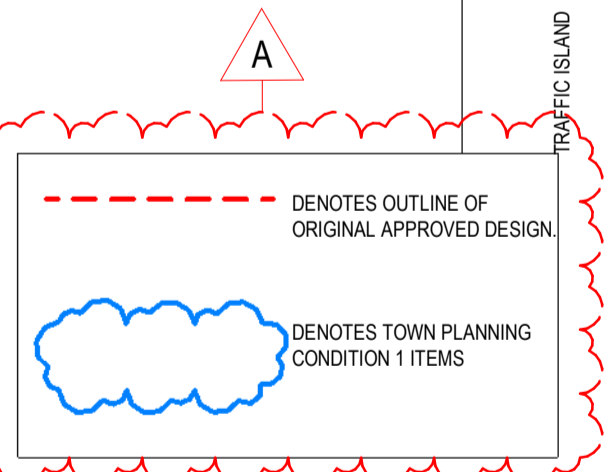 A
TRAFFIC ISLAND
DENOTES OUTLINE OF
ORIGINAL APPROVED DESIGN.
DENOTES TOWN PLANNING
CONDITION 1 ITEMS